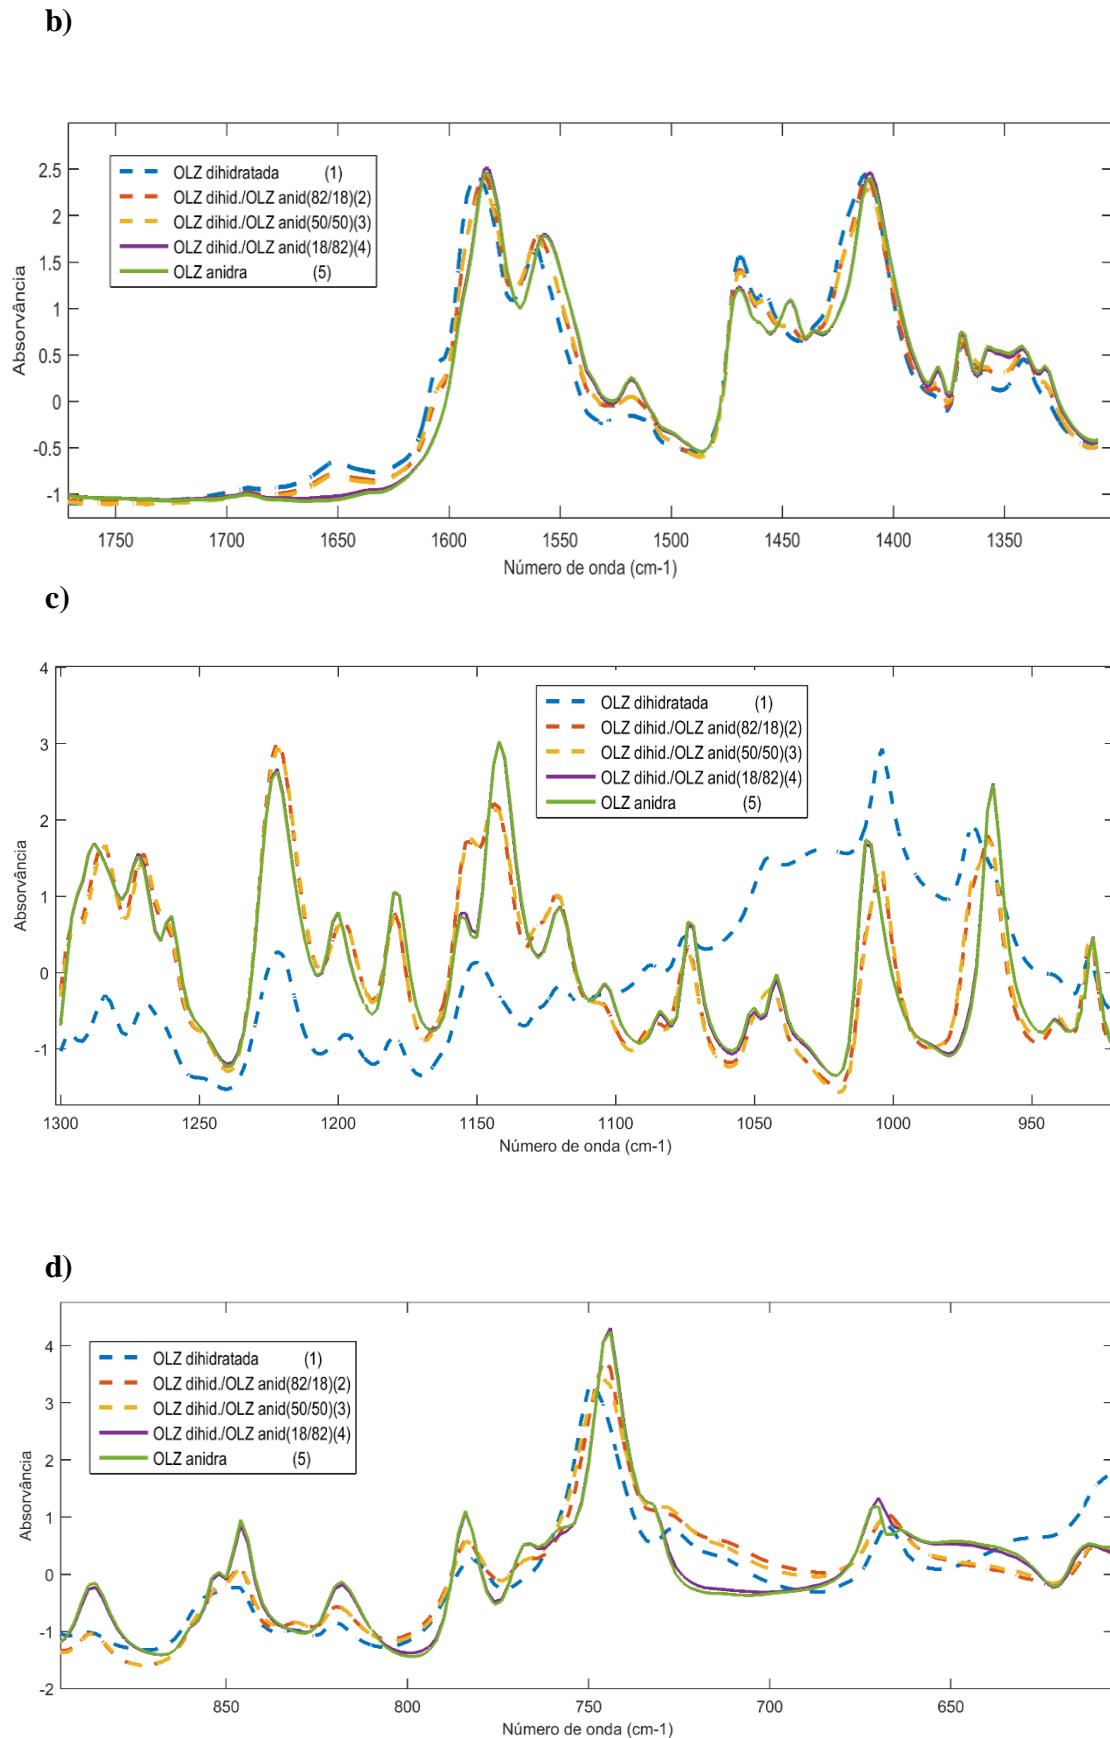 b)
2.5
2
1.5
1
0.5
0
-0.5
-1
Absorvância
OLZ dihidratada (1)
OLZ dihid./OLZ anid(82/18)(2)
OLZ dihid./OLZ anid(50/50)(3)
OLZ dihid./OLZ anid(18/82)(4)
OLZ anidra (5)
1750 1700 1650 1600 1550 1500 1450 1400 1350
Número de onda (cm-1)
c)
4
3
2
1
0
-1
Absorvância
OLZ dihidratada (1)
OLZ dihid./OLZ anid(82/18)(2)
OLZ dihid./OLZ anid(50/50)(3)
OLZ dihid./OLZ anid(18/82)(4)
OLZ anidra (5)
1300 1250 1200 1150 1100 1050 1000 950
Número de onda (cm-1)
d)
4
3
2
1
0
-1
-2
Absorvância
OLZ dihidratada (1)
OLZ dihid./OLZ anid(82/18)(2)
OLZ dihid./OLZ anid(50/50)(3)
OLZ dihid./OLZ anid(18/82)(4)
OLZ anidra (5)
850 800 750 700 650
Número de onda (cm-1)